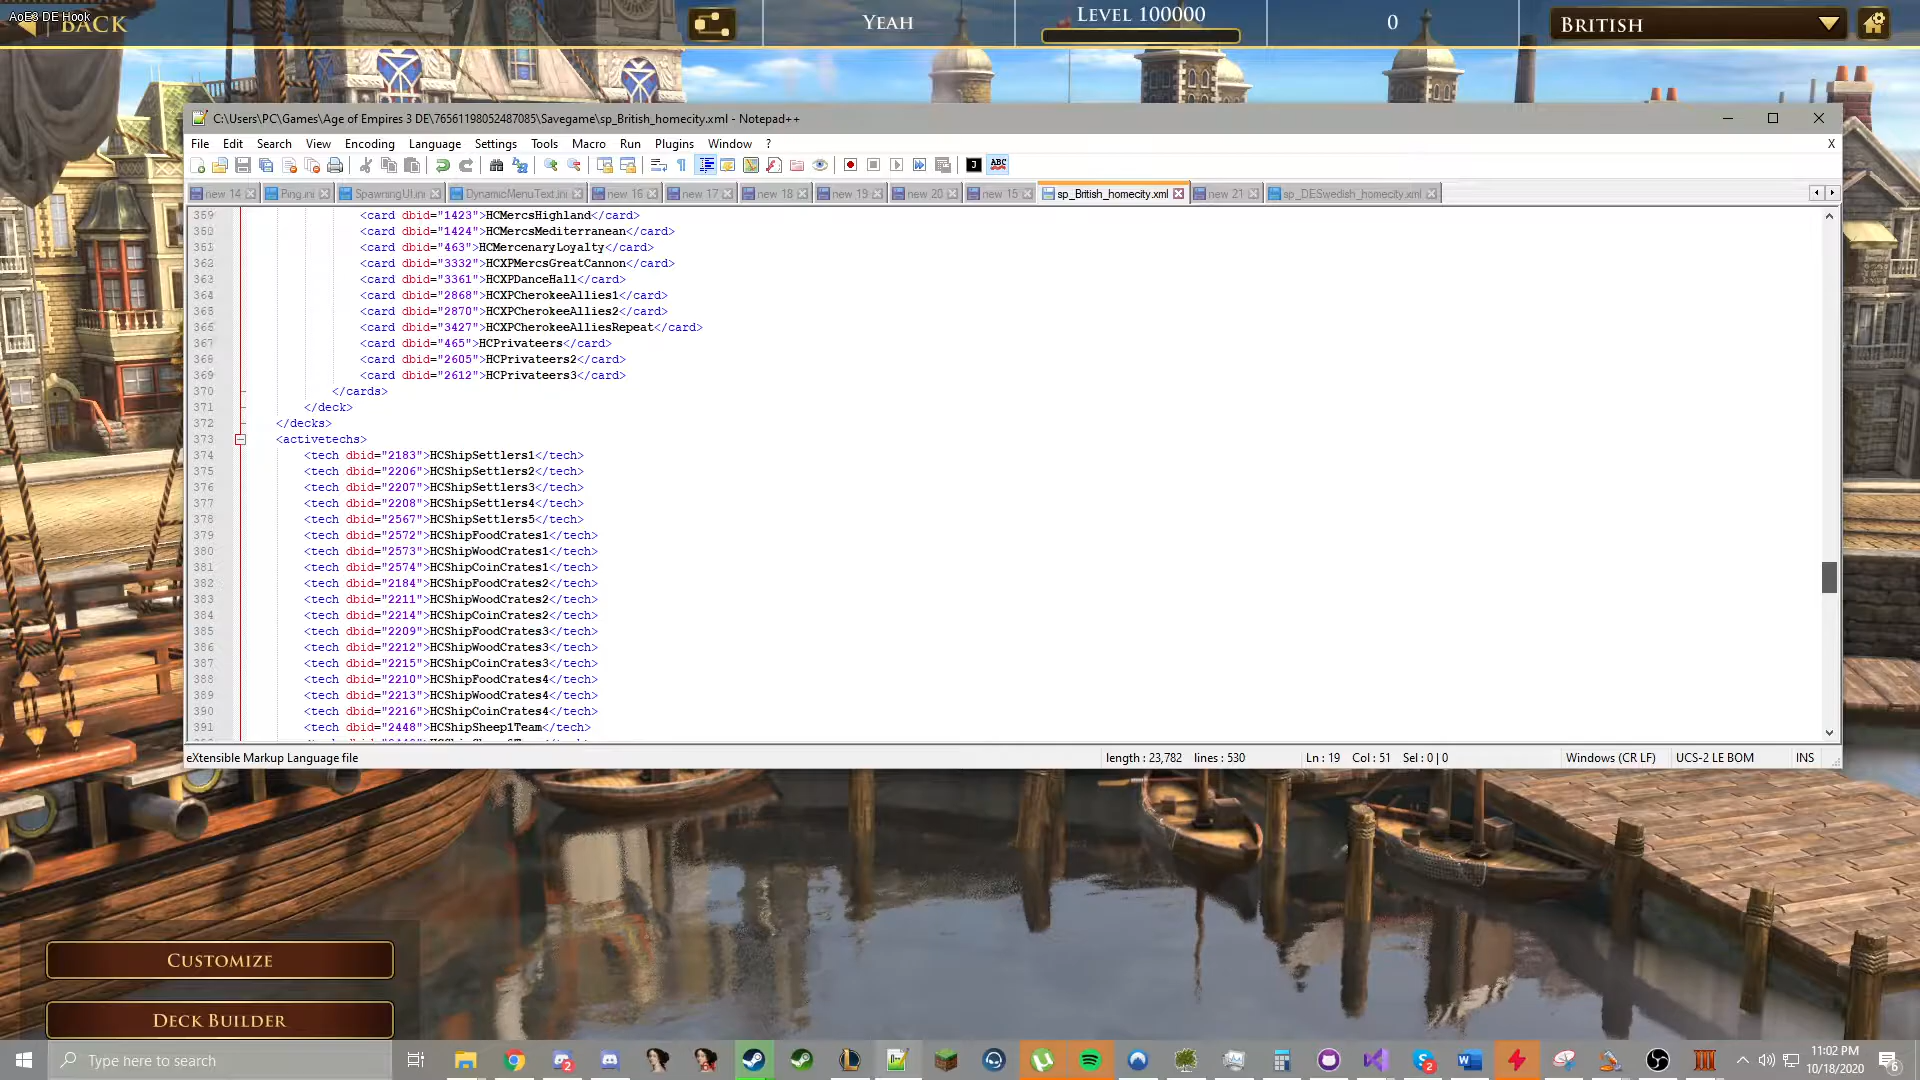 AoE3 DE Hook
BACK
YEAH
LEVEL 100000
0
BRITISH
C:\Users\PC\Games\Age of Empires 3 DE\76561198052487085\Savegame\sp_British_homecity.xml - Notepad++
File Edit Search View Encoding Language Settings Tools Macro Run Plugins Window ? X
new 14 Ping.ini SpawningUI.ini DynamicMenuText.ini new 16 new 17 new 18 new 19 new 20 new 15 sp_British_homecity.xml new 21 sp_DESwedish_homecity.xml
359 <card dbid="1423">HCMercsHighland</card>
350 <card dbid="1424">HCMercsMediterranean</card>
351 <card dbid="463">HCMercenaryLoyalty</card>
362 <card dbid="3332">HCXPMercsGreatCannon</card>
363 <card dbid="3361">HCXPDanceHall</card>
364 <card dbid="2868">HCXPCherokeeAllies1</card>
365 <card dbid="2870">HCXPCherokeeAllies2</card>
365 <card dbid="3427">HCXPCherokeeAlliesRepeat</card>
367 <card dbid="465">HCPrivateers</card>
368 <card dbid="2605">HCPrivateers2</card>
369 <card dbid="2612">HCPrivateers3</card>
370 </cards>
371 </deck>
372 </decks>
373 <activetechs>
374 <tech dbid="2183">HCShipSettlers1</tech>
375 <tech dbid="2206">HCShipSettlers2</tech>
376 <tech dbid="2207">HCShipSettlers3</tech>
377 <tech dbid="2208">HCShipSettlers4</tech>
378 <tech dbid="2567">HCShipSettlers5</tech>
379 <tech dbid="2572">HCShipFoodCrates1</tech>
380 <tech dbid="2573">HCShipWoodCrates1</tech>
381 <tech dbid="2574">HCShipCoinCrates1</tech>
382 <tech dbid="2184">HCShipFoodCrates2</tech>
383 <tech dbid="2211">HCShipWoodCrates2</tech>
384 <tech dbid="2214">HCShipCoinCrates2</tech>
385 <tech dbid="2209">HCShipFoodCrates3</tech>
386 <tech dbid="2212">HCShipWoodCrates3</tech>
387 <tech dbid="2215">HCShipCoinCrates3</tech>
388 <tech dbid="2210">HCShipFoodCrates4</tech>
389 <tech dbid="2213">HCShipWoodCrates4</tech>
390 <tech dbid="2216">HCShipCoinCrates4</tech>
391 <tech dbid="2448">HCShipSheep1Team</tech>
eXtensible Markup Language file length : 23,782 lines : 530 Ln : 19 Col : 51 Sel : 0 | 0 Windows (CR LF) UCS-2 LE BOM INS
CUSTOMIZE
DECK BUILDER
Type here to search
11:02 PM
10/18/2020